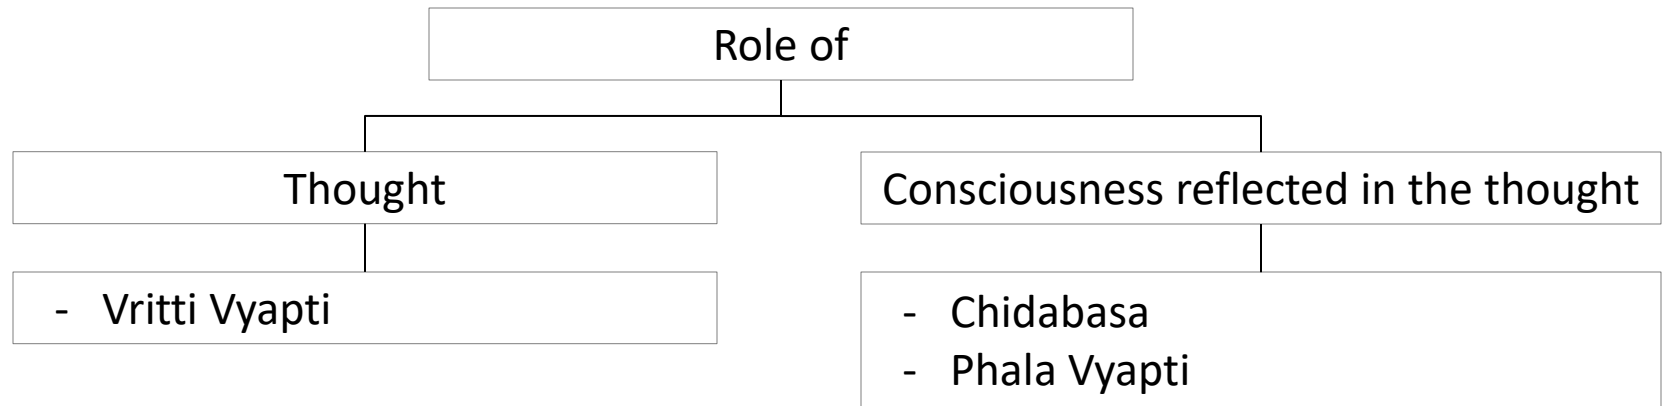 Role of
Thought
Consciousness reflected in the thought
- Vritti Vyapti
- Chidabasa
- Phala Vyapti